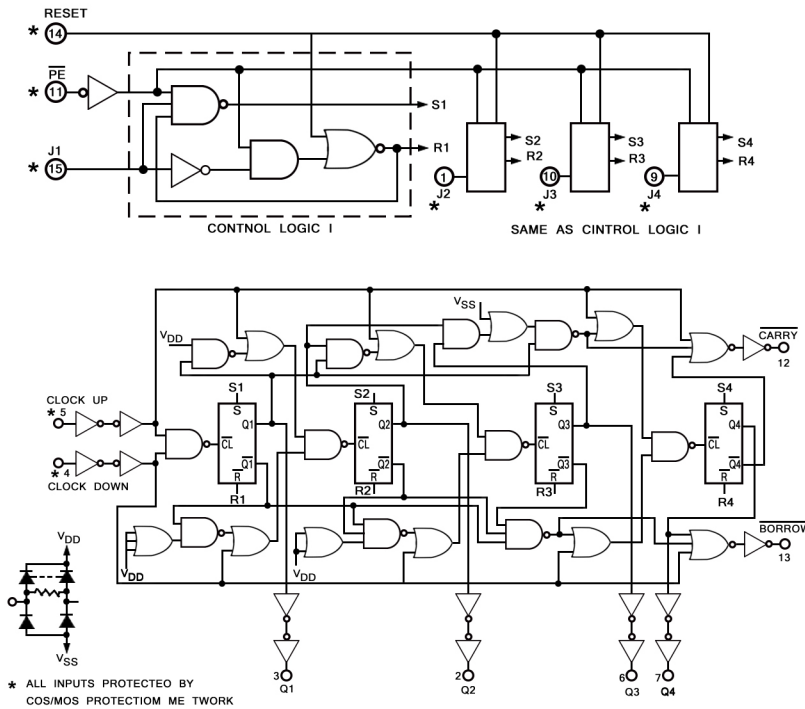 RESET
* 14
PE
* 11
J1
* 15
S1
R1
S2
R2
S3
R3
S4
R4
1
J2
*
10
J3
*
9
J4
*
CONTNOL LOGIC I
SAME AS CINTROL LOGIC I
VDD
VSS
CARRY
12
CLOCK UP
* 5
* 4
CLOCK DOWN
S1
S
Q1
CL
Q1
R
R1
S2
S
Q2
CL
Q2
R
R2
S3
S
Q3
CL
Q3
R
R3
S4
S
Q4
CL
Q4
R
R4
VDD
VDD
BORROW
13
VDD
VSS
3 Q1
2 Q2
6 Q3
7 Q4
* ALL INPUTS PROTECTED BY
COS/MOS PROTECTIOM ME TWORK